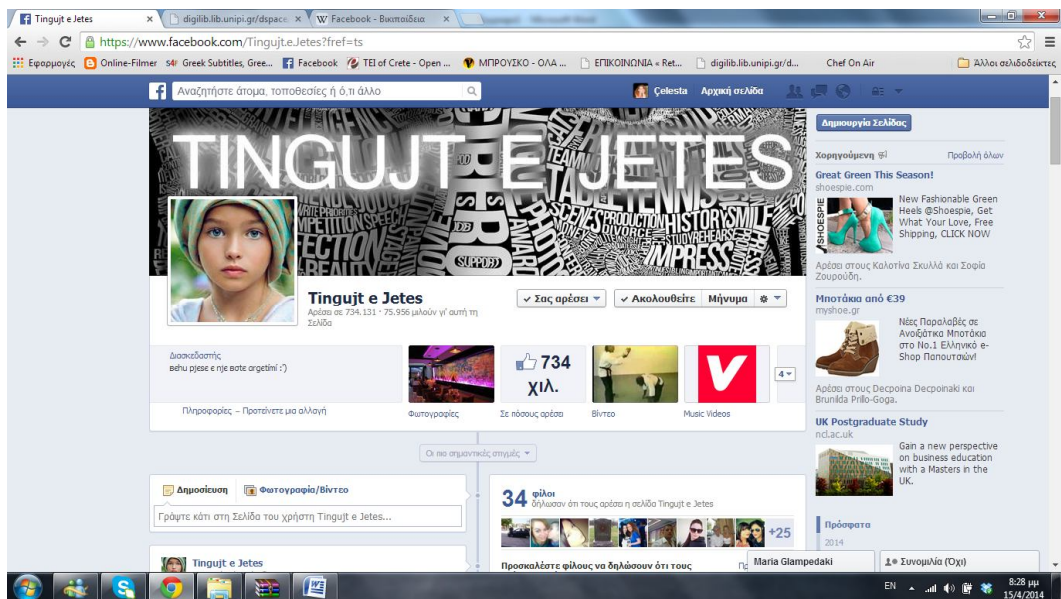 Tingujt e Jetes
digilib.lib.unipi.gr/dspace
Facebook - Βικιπαίδεια
https://www.facebook.com/Tingujt.e.Jetes?fref=ts
Εφαρμογές
Online-Filmer
Greek Subtitles, Gree...
Facebook
TEI of Crete - Open ...
ΜΠΡΟΥΣΚΟ - ΟΛΑ ...
ΕΠΙΚΟΙΝΩΝΙΑ « Ret...
digilib.lib.unipi.gr/d...
Chef On Air
Άλλοι σελιδοδείκτες
Αναζητήστε άτομα, τοποθεσίες ή ό,τι άλλο
Çelesta
Αρχική σελίδα
TINGUJT E JETES
Tingujt e Jetes
Αρέσει σε 734.131 · 75.956 μιλούν γι' αυτή τη
Σελίδα
✓ Σας αρέσει
✓ Ακολουθείτε
Μήνυμα
Διασκεδαστής
вehu pjese e nje вote argetimi :')
Πληροφορίες – Προτείνετε μια αλλαγή
Φωτογραφίες
734
χιλ.
Σε πόσους αρέσει
Βίντεο
Music Videos
4
Οι πιο σημαντικές στιγμές
Δημοσίευση
Φωτογραφία/Βίντεο
Γράψτε κάτι στη Σελίδα του χρήστη Tingujt e Jetes...
Tingujt e Jetes
34 φίλοι
δήλωσαν ότι τους αρέσει η σελίδα Tingujt e Jetes
+25
Προσκαλέστε φίλους να δηλώσουν ότι τους
Δημιουργία Σελίδας
Χορηγούμενη
Προβολή όλων
Great Green This Season!
shoespie.com
SHOESPIE
New Fashionable Green
Heels @Shoespie, Get
What Your Love, Free
Shipping, CLICK NOW
Αρέσει στους Καλοτίνα Σκυλλά και Σοφία
Ζουρούδη.
Μποτάκια από €39
myshoe.gr
Νέες Παραλαβές σε
Ανοιξιάτικα Μποτάκια
στο No.1 Ελληνικό e-
Shop Παπουτσιών!
Αρέσει στους Decpoina Decpoinaki και
Brunilda Prillo-Goga.
UK Postgraduate Study
ncl.ac.uk
Gain a new perspective
on business education
with a Masters in the
UK.
Πρόσφατα
2014
Maria Glampedaki
Συνομιλία (Όχι)
EN
8:28 μμ
15/4/2014